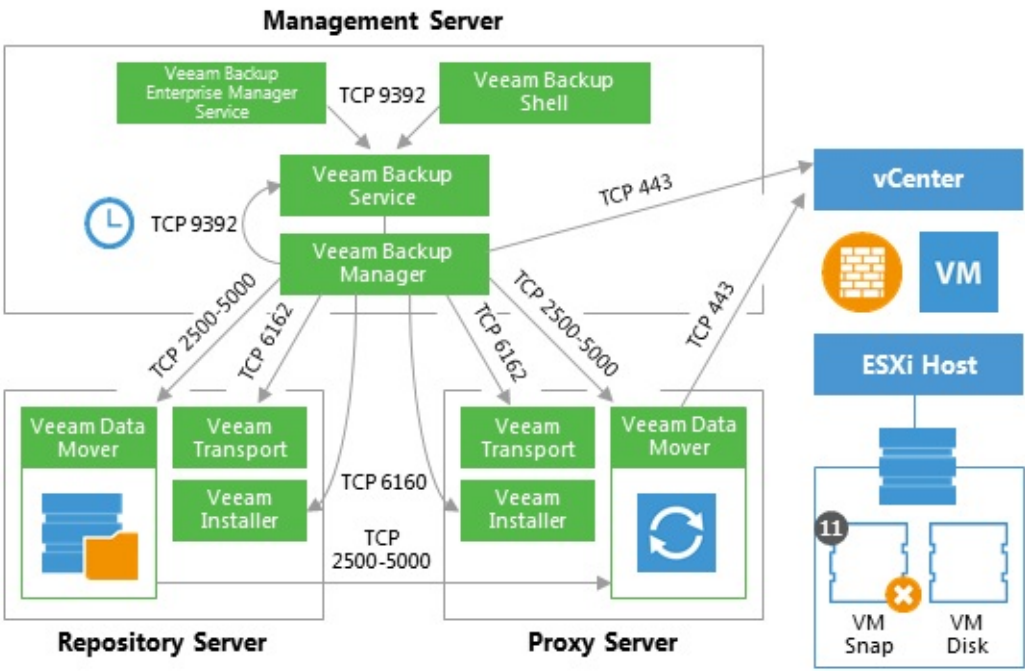 Management Server
Veeam Backup
Enterprise Manager
Service
TCP 9392
Veeam Backup
Shell
Veeam Backup
Service
TCP 9392
Veeam Backup
Manager
TCP 443
vCenter
VM
TCP 2500-5000
TCP 6162
TCP 6162
TCP 2500-5000
TCP 443
ESXi Host
Veeam Data
Mover
Veeam
Transport
Veeam
Installer
TCP 6160
TCP
2500-5000
Veeam
Transport
Veeam
Installer
Veeam Data
Mover
11
VM
Snap
VM
Disk
Repository Server
Proxy Server